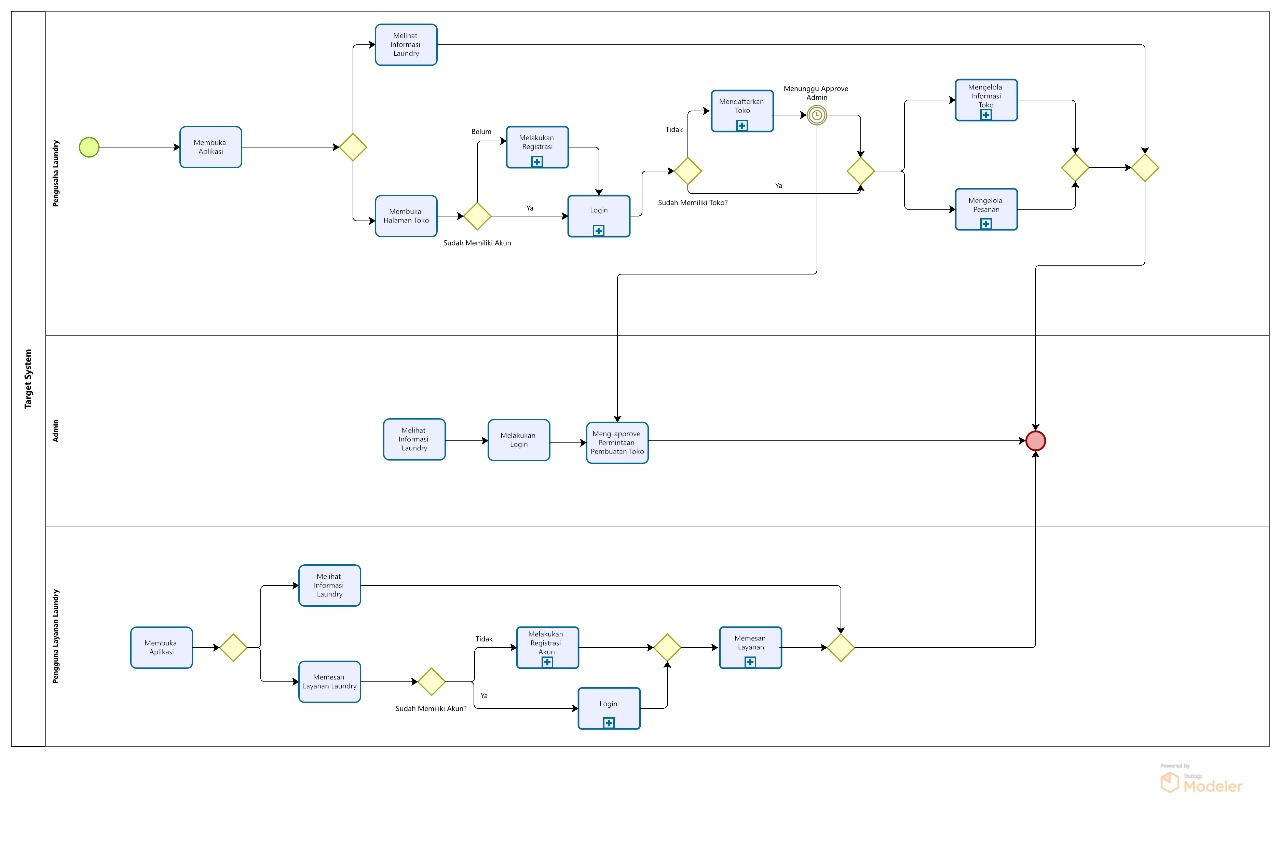 Target System
Pengusaha Laundry
Melihat
Informasi
Laundry
Membuka
Aplikasi
Membuka
Halaman Toko
Belum
Melakukan
Registrasi
Ya
Sudah Memiliki Akun
Login
Tidak
Sudah Memiliki Toko?
Mendaftarkan
Toko
Menunggu Approve
Admin
Ya
Mengelola
Informasi
Toko
Mengelola
Pesanan
Admin
Melihat
Informasi
Laundry
Melakukan
Login
Meng-approve
Permintaan
Pembuatan Toko
Pengguna Layanan Laundry
Membuka
Aplikasi
Melihat
Informasi
Laundry
Memesan
Layanan Laundry
Sudah Memiliki Akun?
Tidak
Melakukan
Registrasi
Akun
Ya
Login
Memesan
Layanan
Powered by
bizagi
Modeler